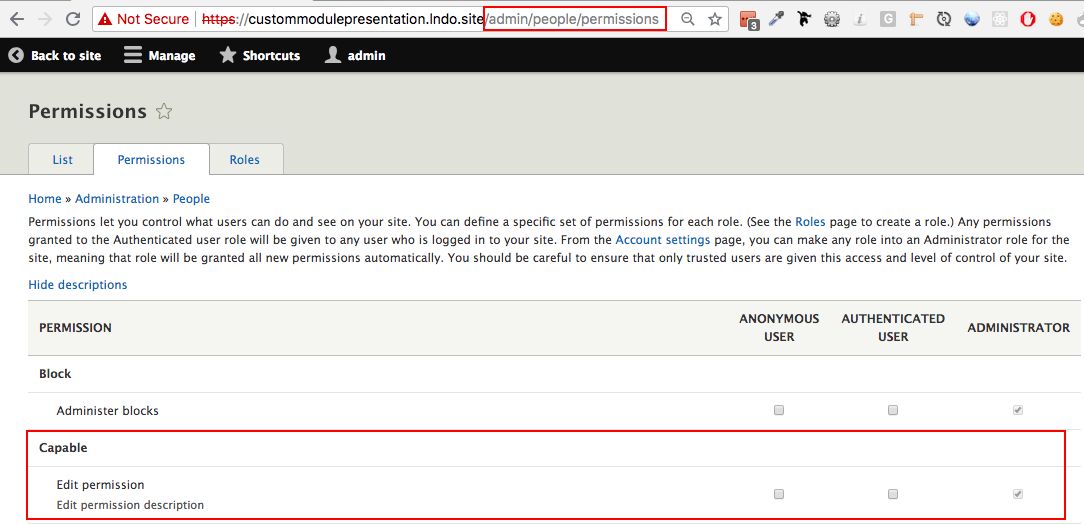 Not Secure https://custommodulepresentation.lndo.site/admin/people/permissions
3
Back to site Manage Shortcuts admin
Permissions
List Permissions Roles
Home » Administration » People
Permissions let you control what users can do and see on your site. You can define a specific set of permissions for each role. (See the Roles page to create a role.) Any permissions
granted to the Authenticated user role will be given to any user who is logged in to your site. From the Account settings page, you can make any role into an Administrator role for the
site, meaning that role will be granted all new permissions automatically. You should be careful to ensure that only trusted users are given this access and level of control of your site.
Hide descriptions
PERMISSION ANONYMOUS USER AUTHENTICATED USER ADMINISTRATOR
Block
Administer blocks
Capable
Edit permission
Edit permission description